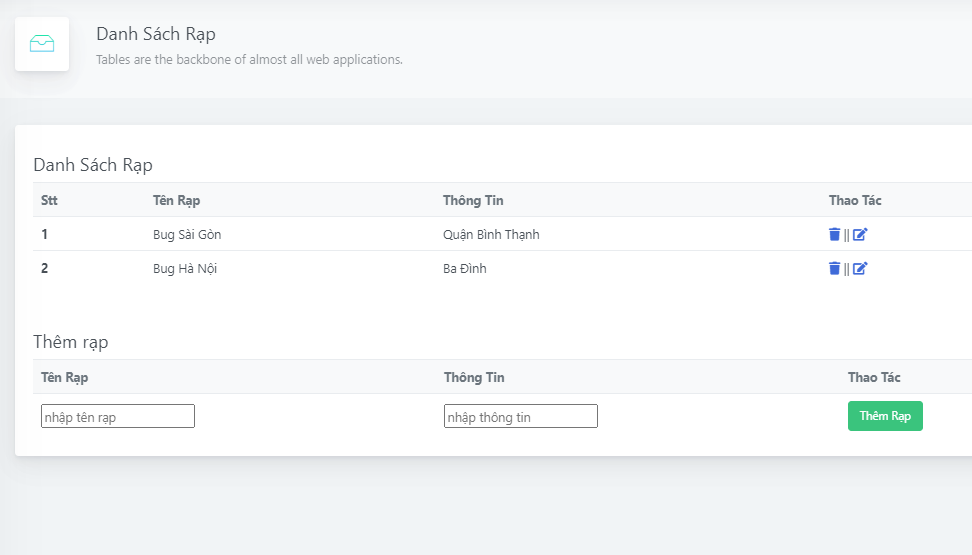 Danh Sách Rạp
Tables are the backbone of almost all web applications.
Danh Sách Rạp
Stt Tên Rạp Thông Tin Thao Tác
1 Bug Sài Gòn Quận Bình Thạnh ||
2 Bug Hà Nội Ba Đình ||
Thêm rạp
Tên Rạp Thông Tin Thao Tác
nhập tên rạp nhập thông tin Thêm Rạp